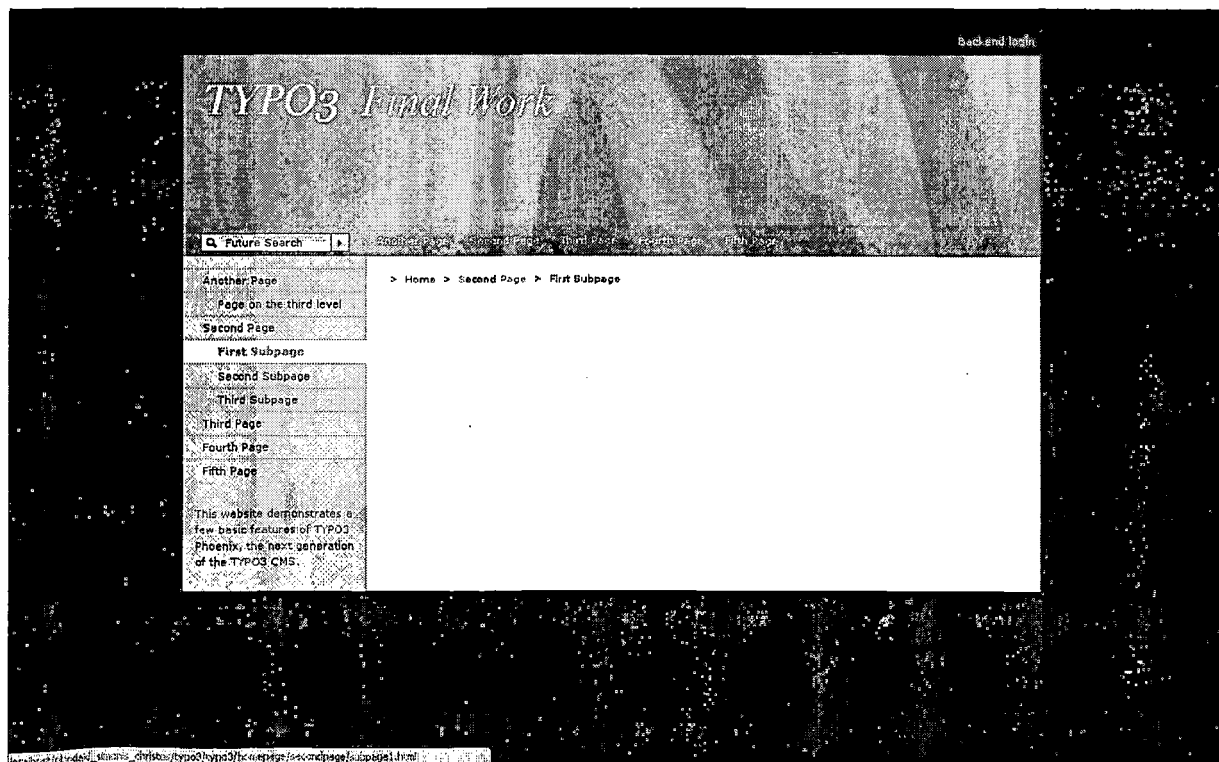 backend login
TYPO3 Final Work
Future Search
Another Page Second Page Third Page Fourth Page Fifth Page
> Home > Second Page > First Subpage
Another Page
Page on the third level
Second Page
First Subpage
Second Subpage
Third Subpage
Third Page
Fourth Page
Fifth Page
This website demonstrates a
few basic features of TYPO3
Phoenix, the next generation
of the TYPO3 CMS.